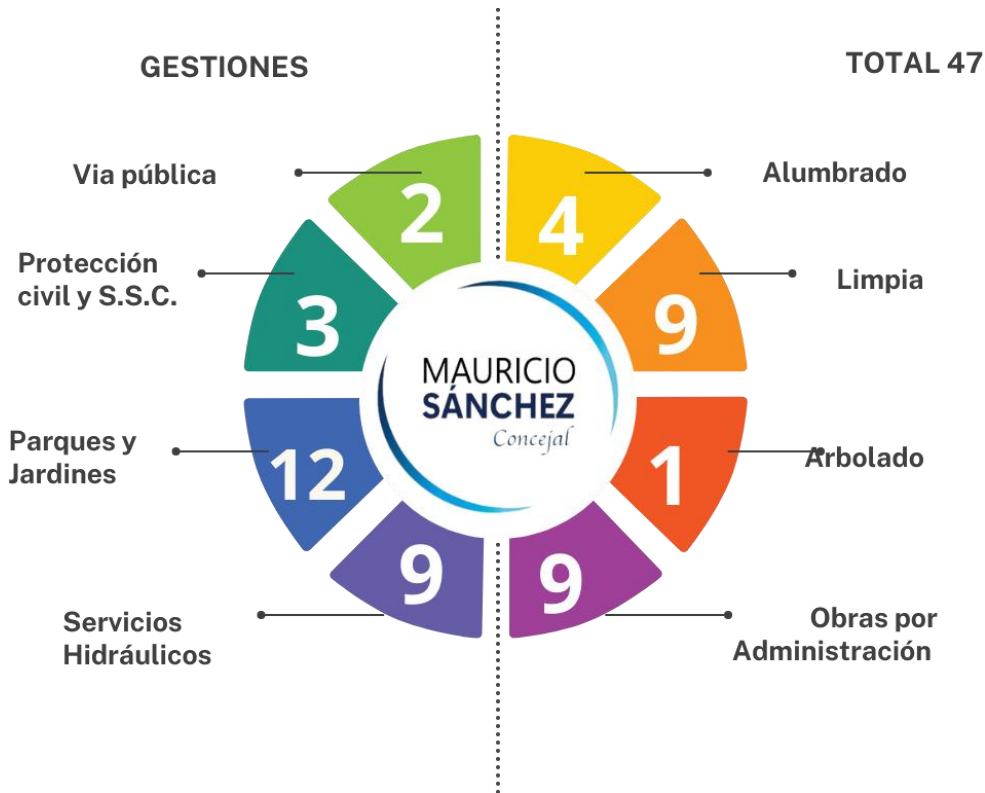 GESTIONES
TOTAL 47
Via pública
2
4
Alumbrado
Protección
civil y S.S.C.
3
9
Limpia
MAURICIO
SÁNCHEZ
Concejal
Parques y
Jardines
12
1
Arbolado
Servicios
Hidráulicos
9
9
Obras por
Administración